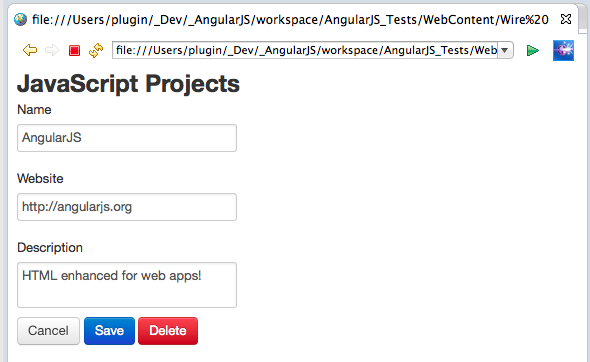 file:///Users/plugin/_Dev/_AngularJS/workspace/AngularJS_Tests/WebContent/Wire%20
file:///Users/plugin/_Dev/_AngularJS/workspace/AngularJS_Tests/Web
JavaScript Projects
Name
AngularJS
Website
http://angularjs.org
Description
HTML enhanced for web apps!
Cancel Save Delete